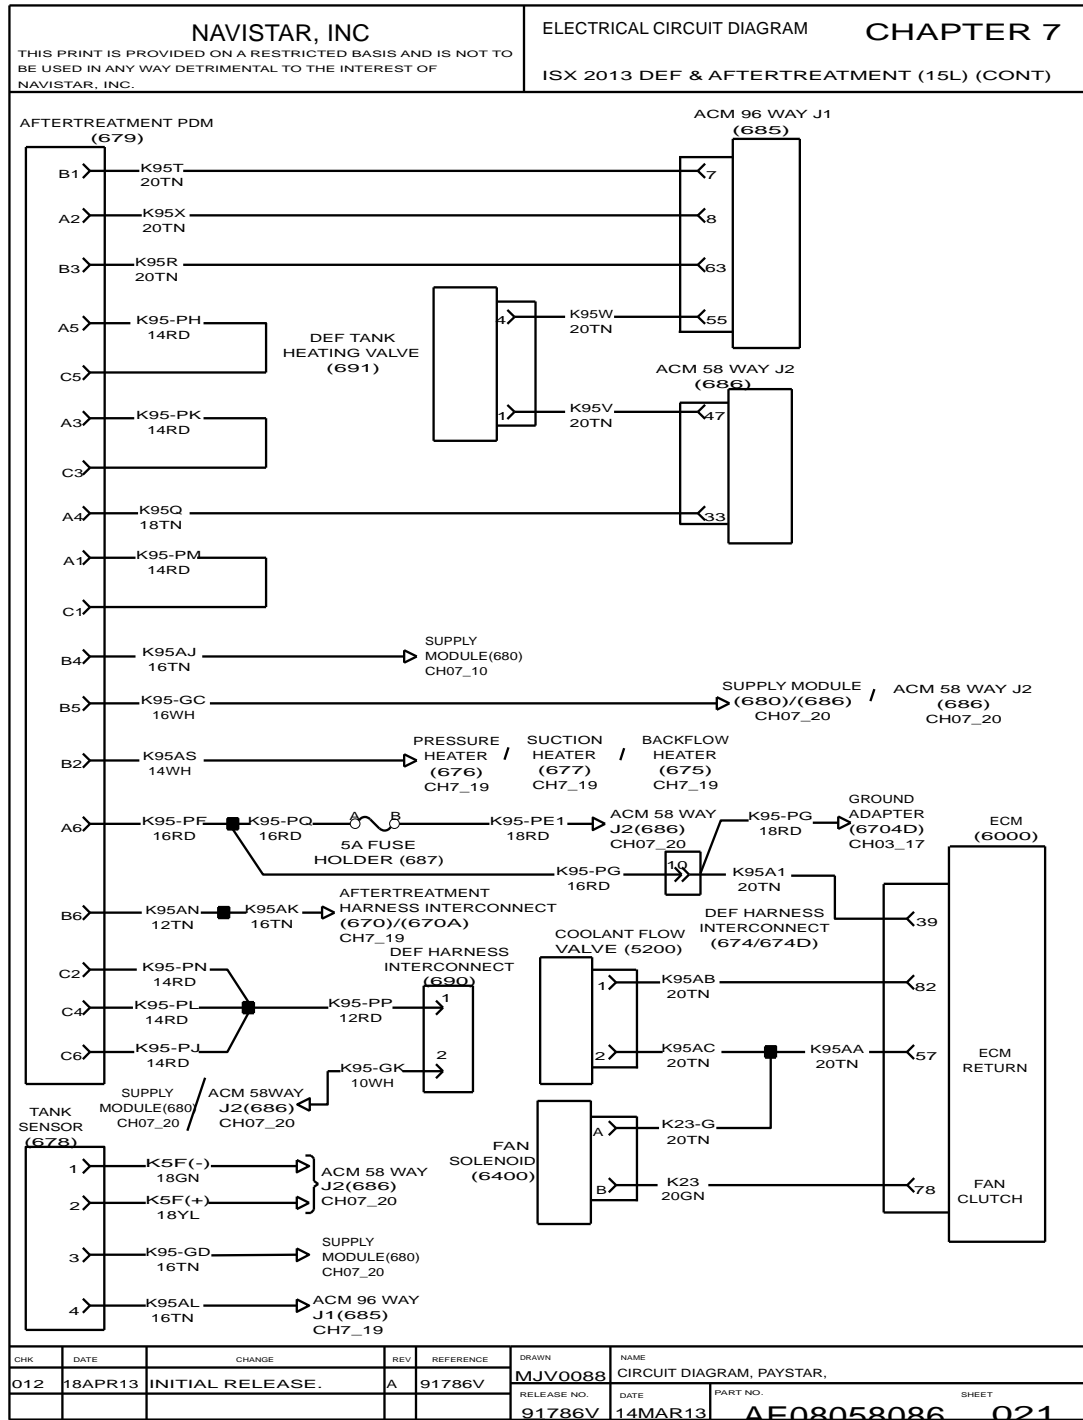 NAVISTAR, INC
THIS PRINT IS PROVIDED ON A RESTRICTED BASIS AND IS NOT TO
BE USED IN ANY WAY DETRIMENTAL TO THE INTEREST OF
NAVISTAR, INC.
ELECTRICAL CIRCUIT DIAGRAM
CHAPTER 7
ISX 2013 DEF & AFTERTREATMENT (15L) (CONT)
AFTERTREATMENT PDM
(679)
ACM 96 WAY J1
(685)
B1
K95T
20TN
7
A2
K95X
20TN
8
B3
K95R
20TN
63
A5
K95-PH
14RD
C5
DEF TANK
HEATING VALVE
(691)
4
K95W
20TN
55
ACM 58 WAY J2
(686)
1
K95V
20TN
47
A3
K95-PK
14RD
C3
A4
K95Q
18TN
33
A1
K95-PM
14RD
C1
B4
K95AJ
16TN
SUPPLY
MODULE(680)
CH07_10
B5
K95-GC
16WH
SUPPLY MODULE
(680)/(686)
CH07_20
/
ACM 58 WAY J2
(686)
CH07_20
B2
K95AS
14WH
PRESSURE
HEATER
(676)
CH7_19
/
SUCTION
HEATER
(677)
CH7_19
/
BACKFLOW
HEATER
(675)
CH7_19
A6
K95-PF
16RD
K95-PQ
16RD
A
B
5A FUSE
HOLDER (687)
K95-PE1
18RD
ACM 58 WAY
J2(686)
CH07_20
K95-PG
18RD
GROUND
ADAPTER
(6704D)
CH03_17
ECM
(6000)
K95-PG
16RD
10
K95A1
20TN
39
DEF HARNESS
INTERCONNECT
(674/674D)
B6
K95AN
12TN
K95AK
16TN
AFTERTREATMENT
HARNESS INTERCONNECT
(670)/(670A)
CH7_19
COOLANT FLOW
VALVE (5200)
DEF HARNESS
INTERCONNECT
(690)
C2
K95-PN
14RD
C4
K95-PL
14RD
K95-PP
12RD
1
C6
K95-PJ
14RD
2
K95-GK
10WH
1
K95AB
20TN
82
2
K95AC
20TN
K95AA
20TN
57
ECM
RETURN
SUPPLY
MODULE(680)
CH07_20
/
ACM 58WAY
J2(686)
CH07_20
TANK
SENSOR
(678)
FAN
SOLENOID
(6400)
A
K23-G
20TN
B
K23
20GN
78
FAN
CLUTCH
1
K5F(-)
18GN
2
K5F(+)
18YL
ACM 58 WAY
J2(686)
CH07_20
3
K95-GD
16TN
SUPPLY
MODULE(680)
CH07_20
4
K95AL
16TN
ACM 96 WAY
J1(685)
CH7_19
CHK DATE CHANGE REV REFERENCE
012 18APR13 INITIAL RELEASE. A 91786V
DRAWN
MJV0088
NAME
CIRCUIT DIAGRAM, PAYSTAR,
RELEASE NO.
91786V
DATE
14MAR13
PART NO.
AE08058086
SHEET
021